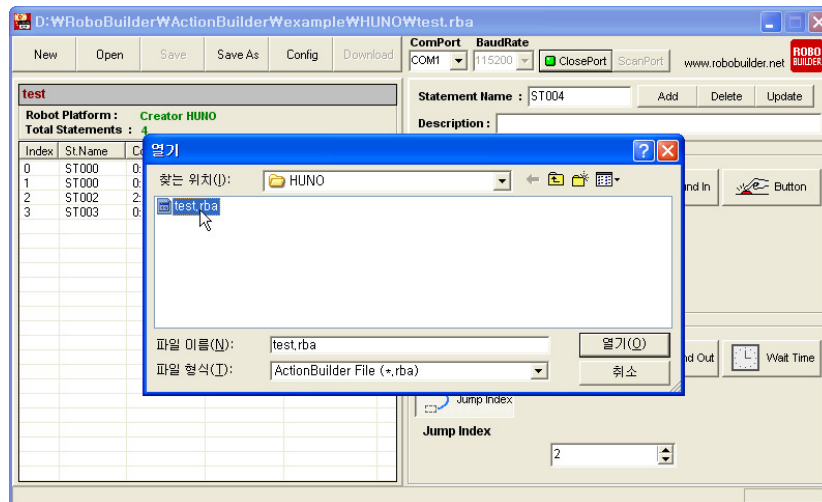 D:₩RoboBuilder₩ActionBuilder₩example₩HUNO₩test.rba
New Open Save Save As Config Download
ComPort BaudRate
COM1 115200 ClosePort ScanPort www.robobuilder.net ROBO BUILDER
test
Robot Platform : Creator HUNO
Total Statements : 4
Statement Name : ST004 Add Delete Update
Description :
Index St.Name
0 ST000 0:
1 ST000 0:
2 ST002 2:
3 ST003 0:
열기
찾는 위치(I): HUNO
test.rba
파일 이름(N): test.rba 열기(O)
파일 형식(T): ActionBuilder File (*.rba) 취소
nd In Button
nd Out Wait Time
Jump Index
Jump Index
2